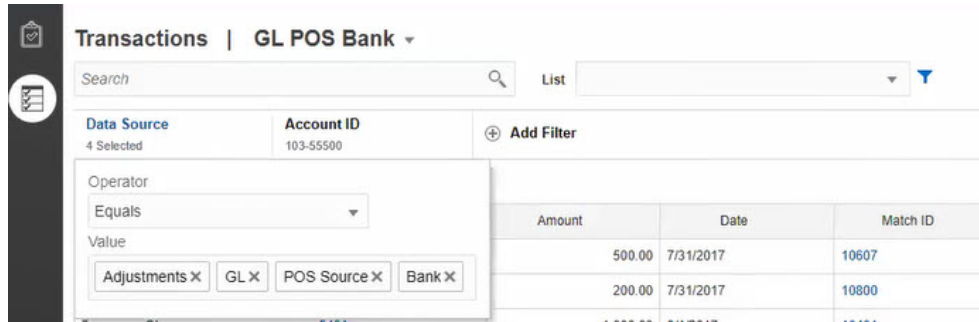 Transactions | GL POS Bank
Search
List
Data Source
4 Selected
Account ID
103-55500
Add Filter
Operator
Equals
Value
Adjustments GL POS Source Bank
Amount Date Match ID
500.00 7/31/2017 10607
200.00 7/31/2017 10800